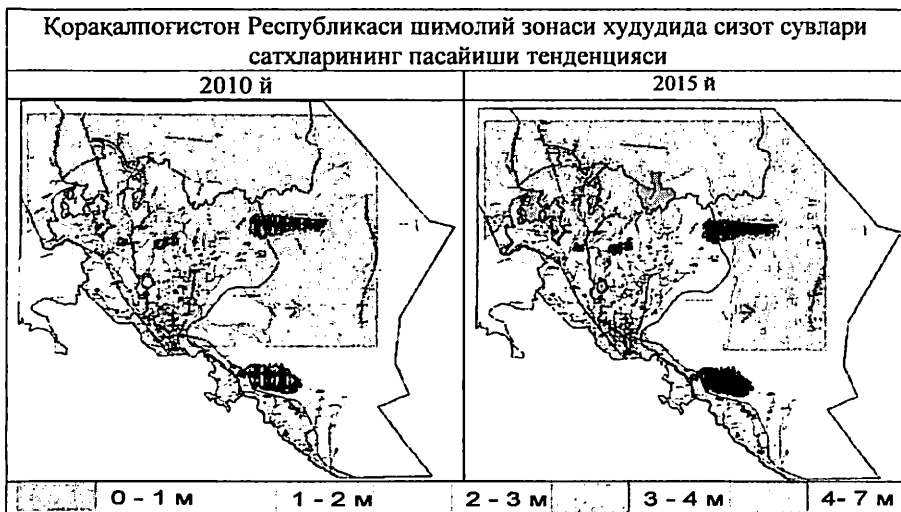 Қорақалпоғистон Республикаси шимолий зонаси худудида сизот сувлари
сатхларининг пасайиши тенденцияси
2010 й
2015 й
0 - 1 м
1 - 2 м
2 - 3 м
3 - 4 м
4- 7 м